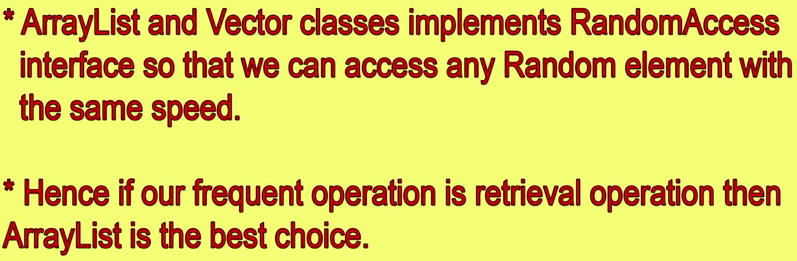 * ArrayList and Vector classes implements RandomAccess
interface so that we can access any Random element with
the same speed.
* Hence if our frequent operation is retrieval operation then
ArrayList is the best choice.